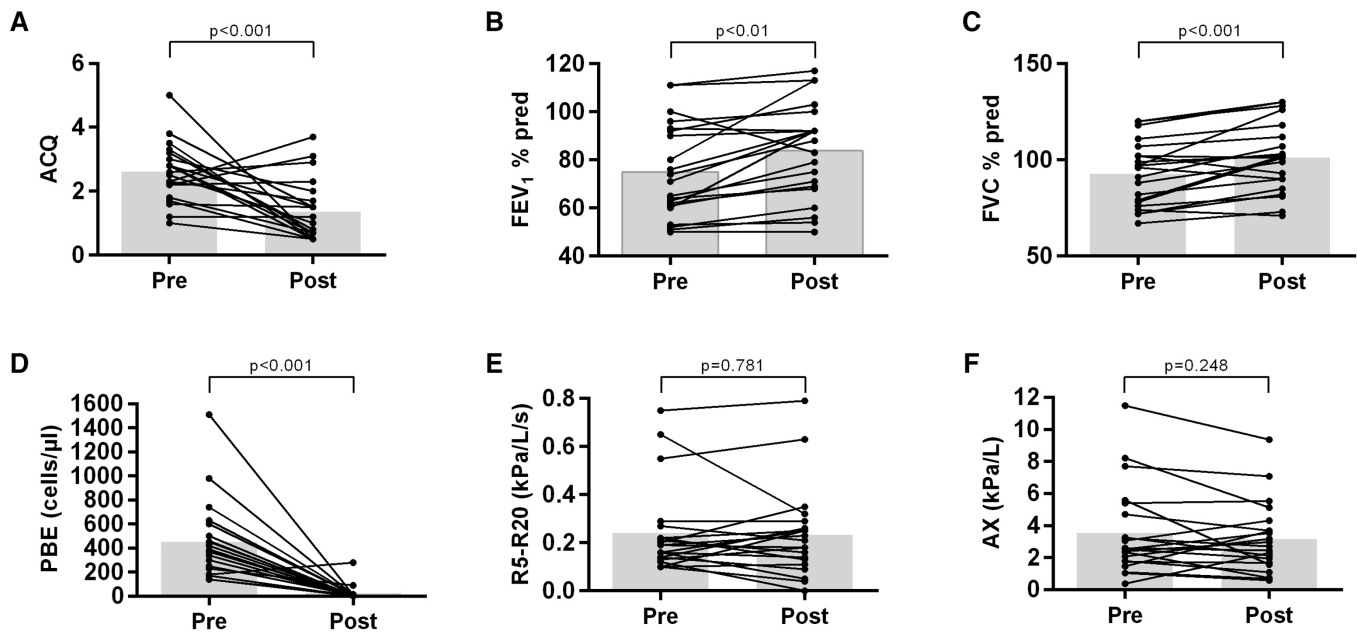 A
p<0.001
ACQ
6
4
2
0
Pre Post
B
p<0.01
FEV1 % pred
120
100
80
60
40
Pre Post
C
p<0.001
FVC % pred
150
100
50
Pre Post
D
p<0.001
PBE (cells/µl)
1600
1400
1200
1000
800
600
400
200
0
Pre Post
E
p=0.781
R5-R20 (kPa/L/s)
0.8
0.6
0.4
0.2
0.0
Pre Post
F
p=0.248
AX (kPa/L)
12
10
8
6
4
2
0
Pre Post